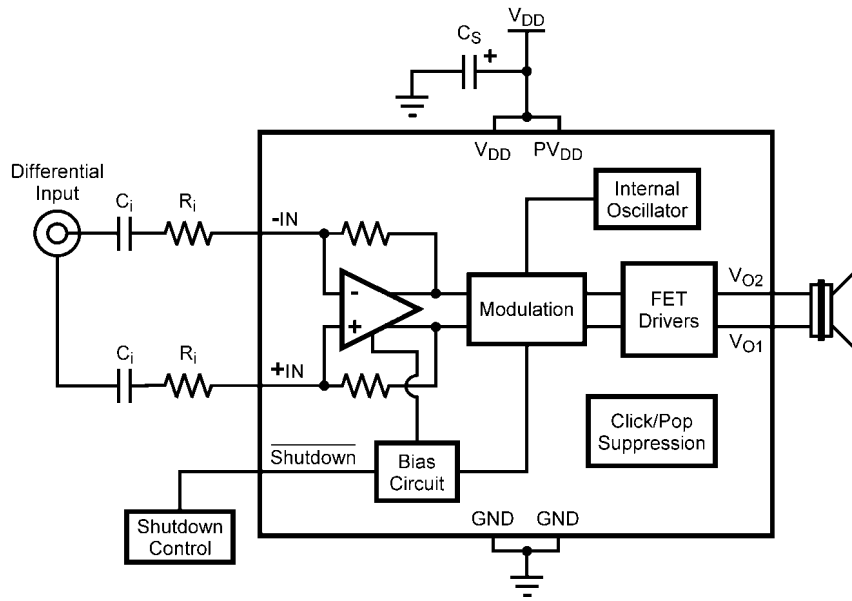 V_DD
C_S
+
V_DD PV_DD
Differential
Input
C_i R_i -IN
Internal
Oscillator
-
+
Modulation
FET
Drivers
V_O2
V_O1
C_i R_i +IN
Click/Pop
Suppression
Shutdown
Bias
Circuit
Shutdown
Control
GND GND